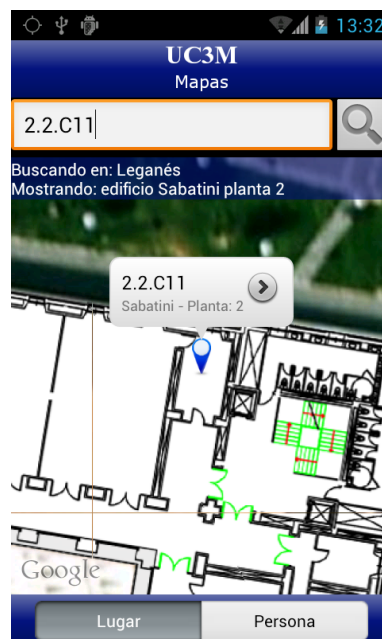 13:32
UC3M
Mapas
2.2.C11
Buscando en: Leganés
Mostrando: edificio Sabatini planta 2
2.2.C11
Sabatini - Planta: 2
Google
Lugar
Persona